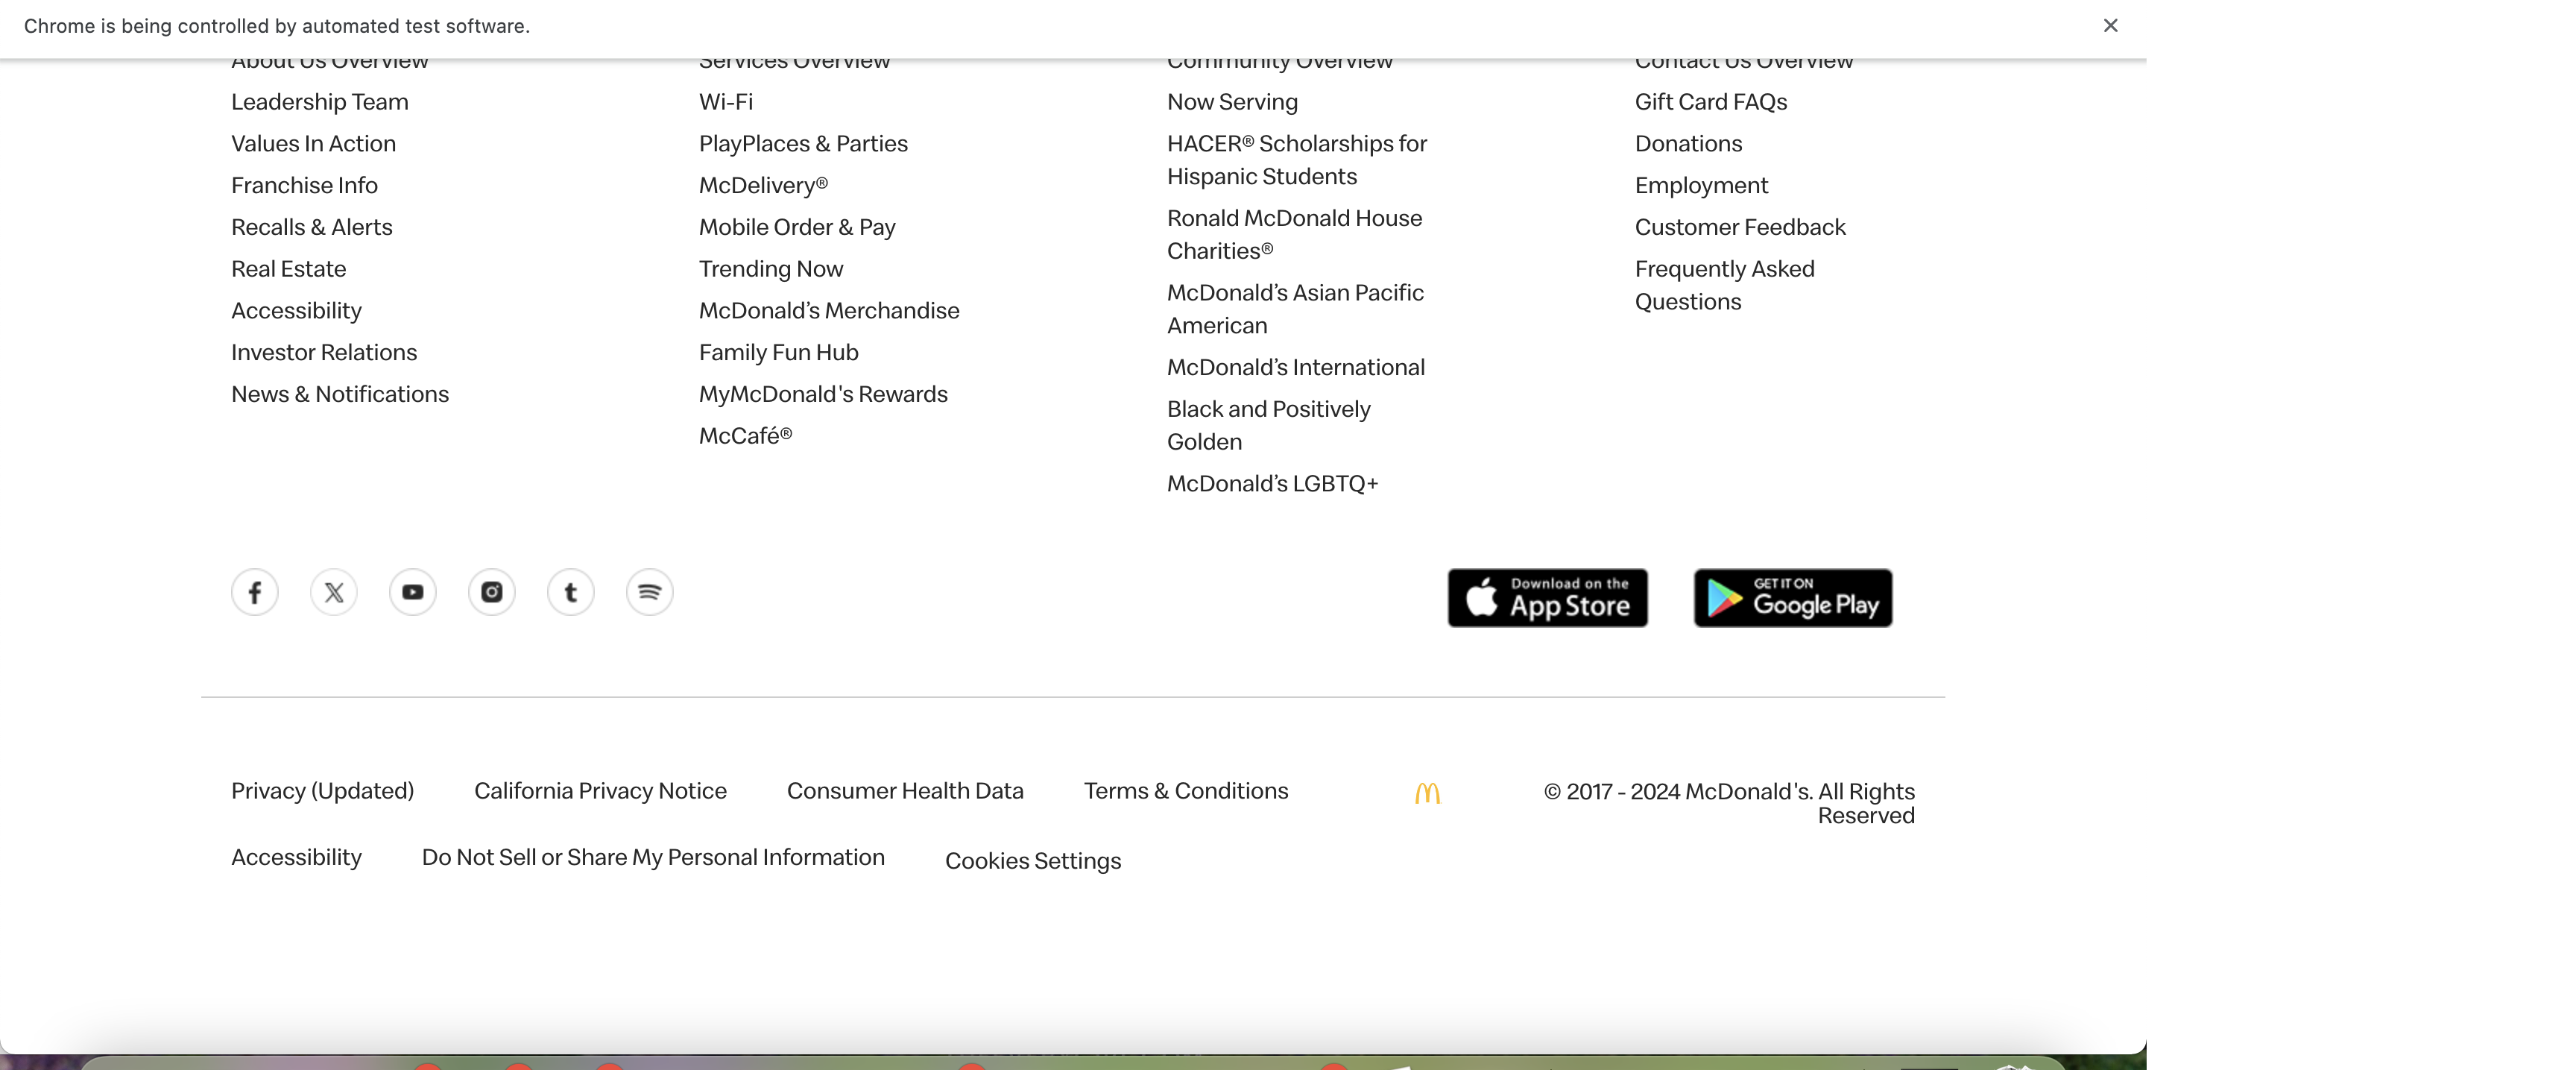 Chrome is being controlled by automated test software.
About Us Overview
Leadership Team
Values In Action
Franchise Info
Recalls & Alerts
Real Estate
Accessibility
Investor Relations
News & Notifications
Services Overview
Wi-Fi
PlayPlaces & Parties
McDelivery®
Mobile Order & Pay
Trending Now
McDonald’s Merchandise
Family Fun Hub
MyMcDonald's Rewards
McCafé®
Community Overview
Now Serving
HACER® Scholarships for
Hispanic Students
Ronald McDonald House
Charities®
McDonald’s Asian Pacific
American
McDonald’s International
Black and Positively
Golden
McDonald’s LGBTQ+
Contact Us Overview
Gift Card FAQs
Donations
Employment
Customer Feedback
Frequently Asked
Questions
Download on the
App Store
GET IT ON
Google Play
Privacy (Updated)
California Privacy Notice
Consumer Health Data
Terms & Conditions
Accessibility
Do Not Sell or Share My Personal Information
Cookies Settings
© 2017 - 2024 McDonald's. All Rights
Reserved